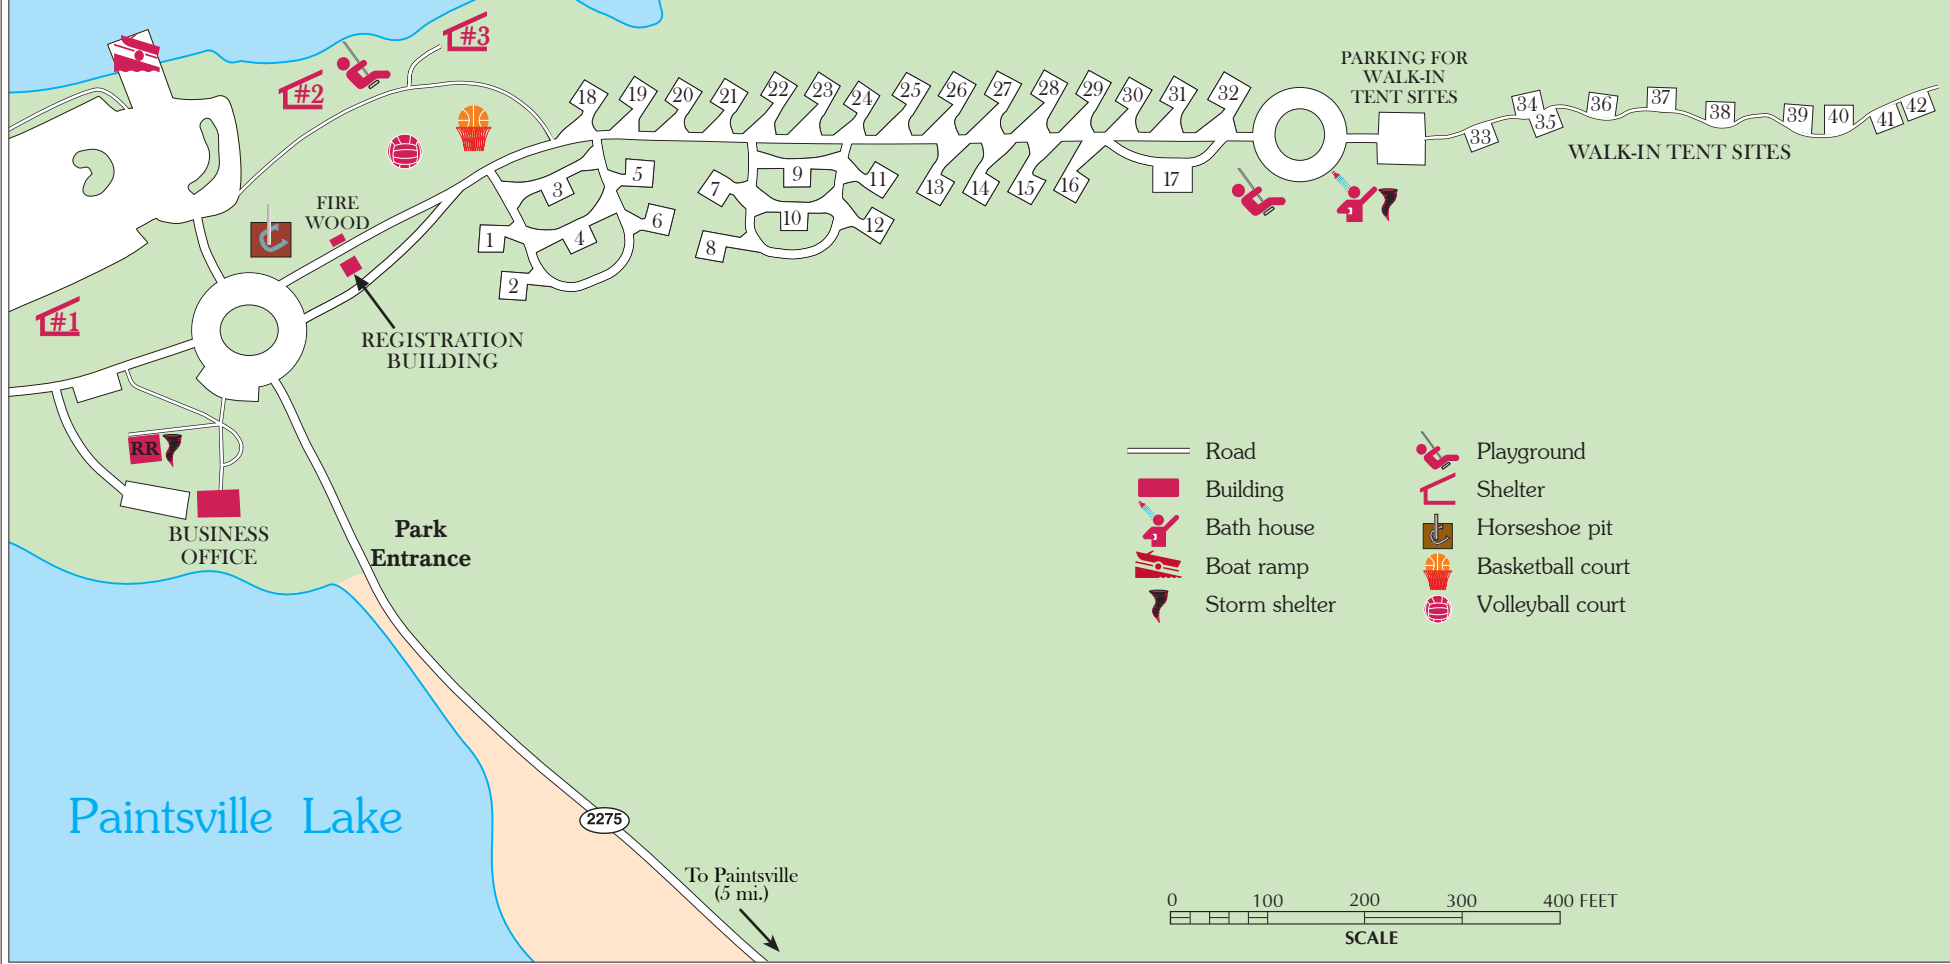 #3
#2
#1
FIRE
WOOD
REGISTRATION
BUILDING
RR
BUSINESS
OFFICE
Park
Entrance
Paintsville Lake
2275
To Paintsville
(5 mi.)
18
19
20
21
22
23
24
25
26
27
28
29
30
31
32
1
2
3
4
5
6
7
8
9
10
11
12
13
14
15
16
17
PARKING FOR
WALK-IN
TENT SITES
33
34
35
36
37
38
39
40
41
42
WALK-IN TENT SITES
Road
Building
Bath house
Boat ramp
Storm shelter
Playground
Shelter
Horseshoe pit
Basketball court
Volleyball court
0 100 200 300 400 FEET
SCALE